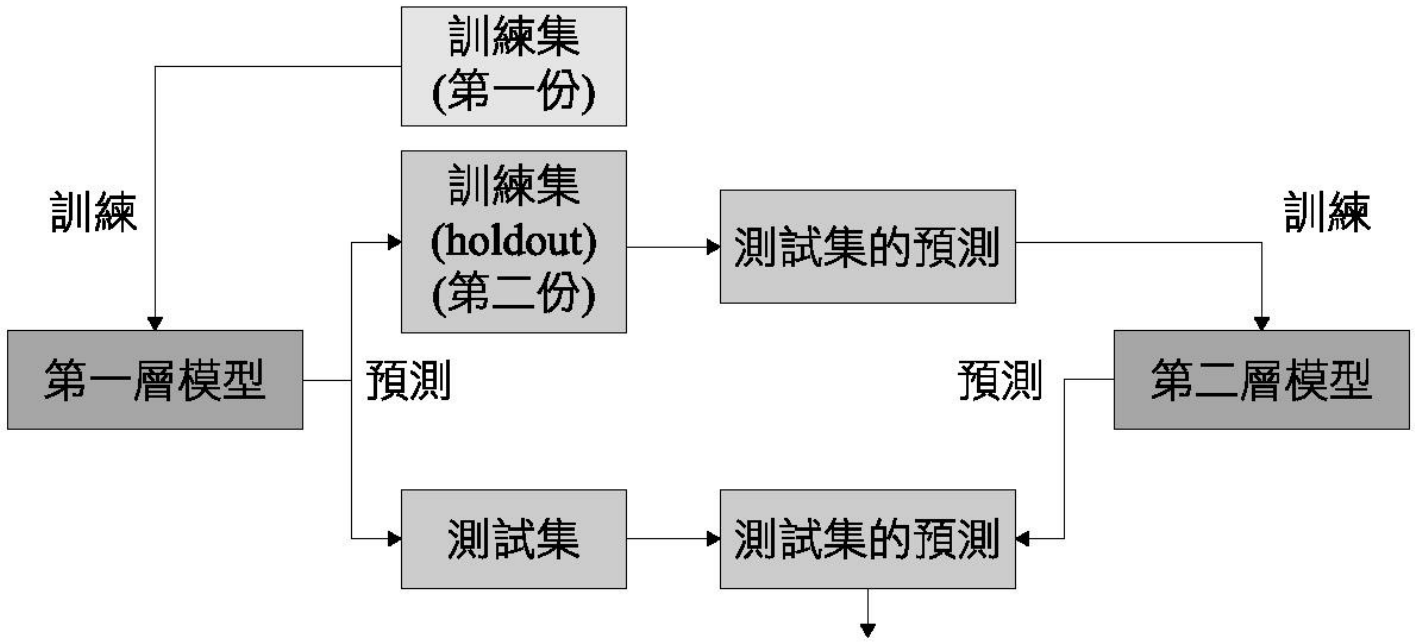 訓練集
(第一份)
訓練
訓練集
(holdout)
(第二份)
測試集的預測
訓練
第一層模型
預測
預測
第二層模型
測試集
測試集的預測